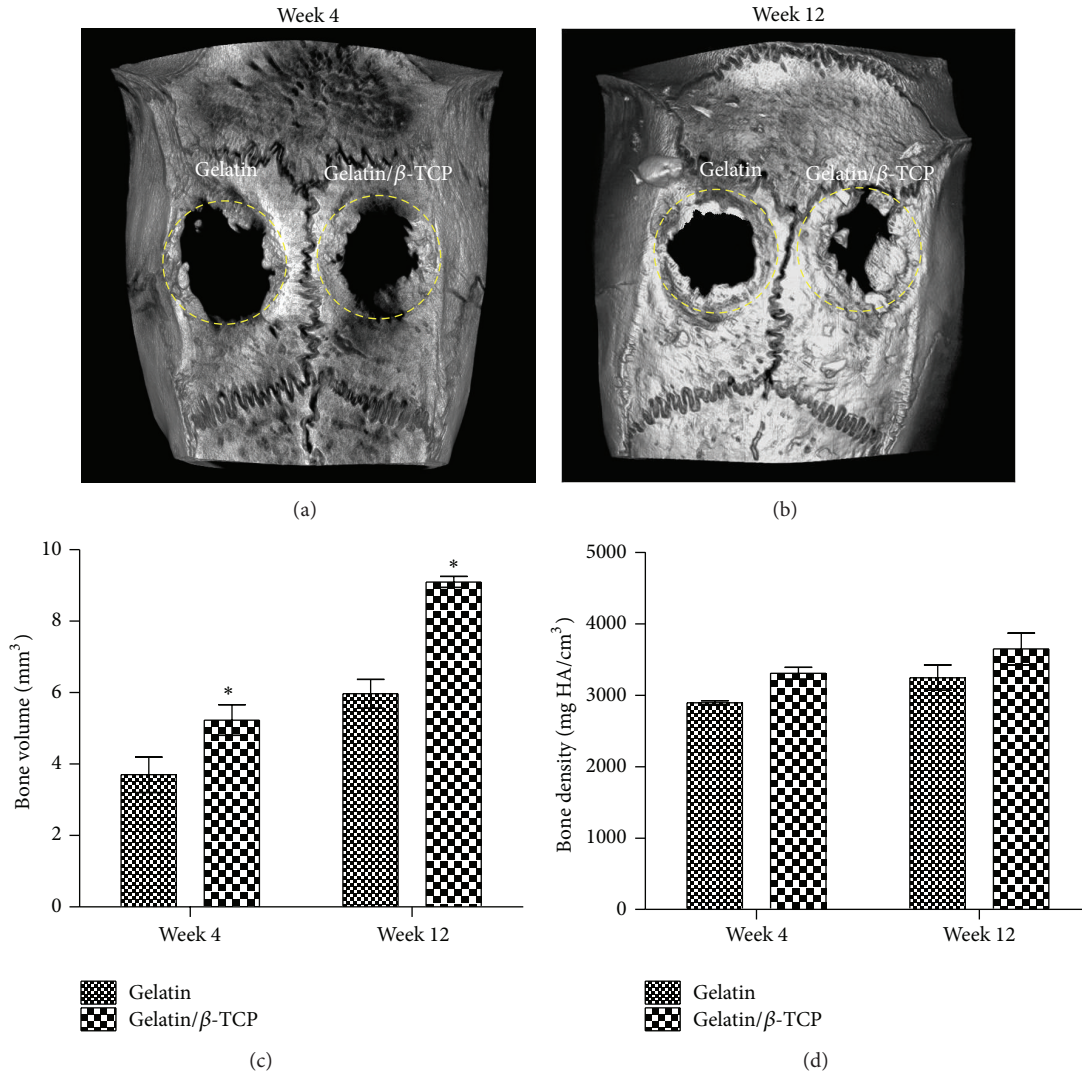 Week 4
Week 12
Gelatin
Gelatin/β-TCP
Gelatin
Gelatin/β-TCP
(a)
(b)
Bone volume (mm³)
10
8
6
4
2
0
*
*
Week 4
Week 12
Gelatin
Gelatin/β-TCP
(c)
Bone density (mg HA/cm³)
5000
4000
3000
2000
1000
0
Week 4
Week 12
Gelatin
Gelatin/β-TCP
(d)